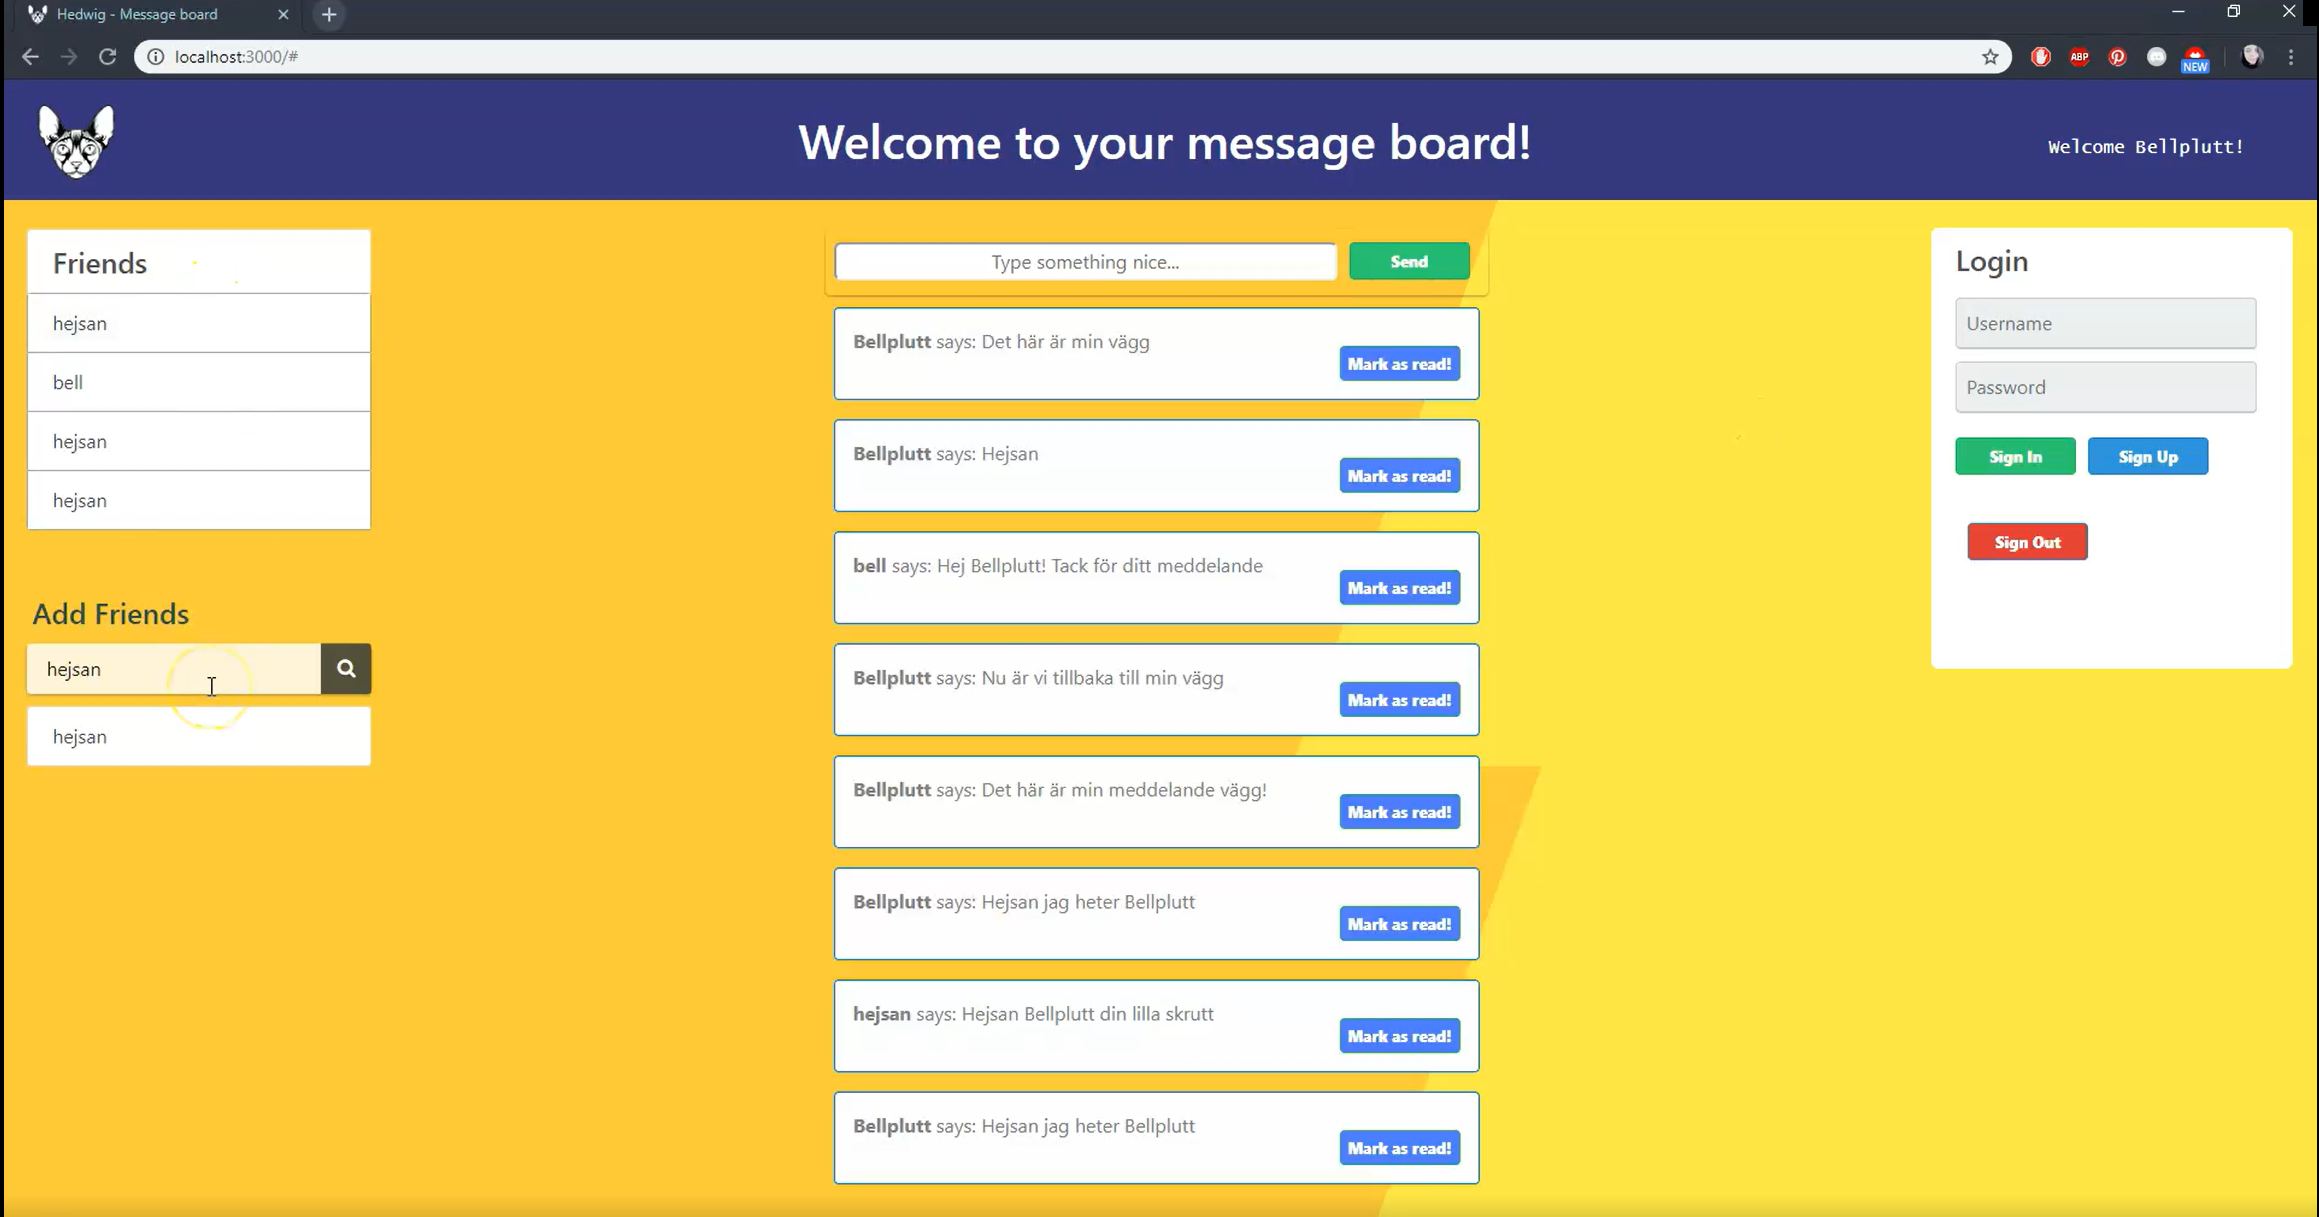 Hedwig - Message board
localhost:3000/#
ABP
NEW
Welcome to your message board!
Welcome Bellplutt!
Friends
hejsan
bell
hejsan
hejsan
Add Friends
hejsan
hejsan
Type something nice...
Send
Bellplutt says: Det här är min vägg
Mark as read!
Bellplutt says: Hejsan
Mark as read!
bell says: Hej Bellplutt! Tack för ditt meddelande
Mark as read!
Bellplutt says: Nu är vi tillbaka till min vägg
Mark as read!
Bellplutt says: Det här är min meddelande vägg!
Mark as read!
Bellplutt says: Hejsan jag heter Bellplutt
Mark as read!
hejsan says: Hejsan Bellplutt din lilla skrutt
Mark as read!
Bellplutt says: Hejsan jag heter Bellplutt
Mark as read!
Login
Username
Password
Sign In
Sign Up
Sign Out